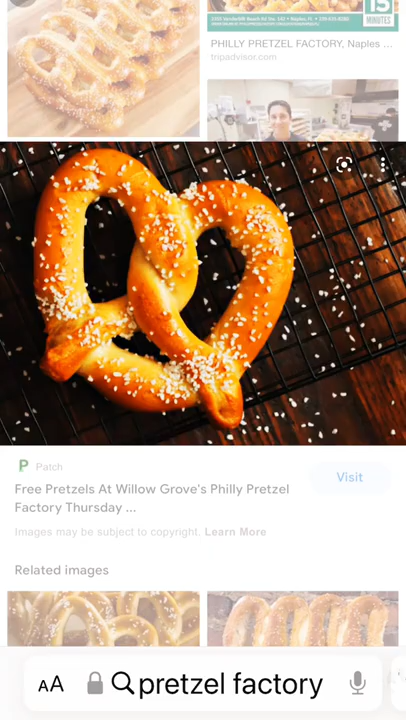 15
MINUTES
PHILLY PRETZEL FACTORY, Naples ...
tripadvisor.com
P Patch
Free Pretzels At Willow Grove's Philly Pretzel
Factory Thursday ...
Visit
Images may be subject to copyright. Learn More
Related images
AA pretzel factory